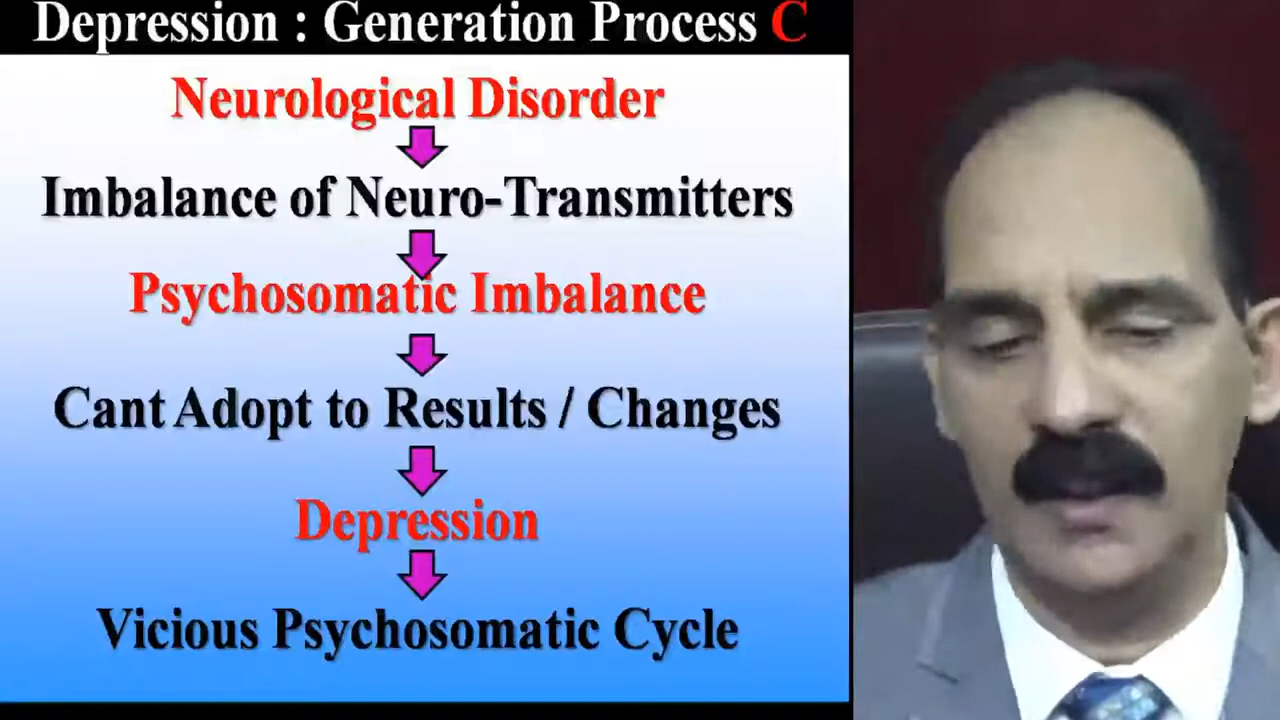 Depression : Generation Process C
Neurological Disorder
Imbalance of Neuro-Transmitters
Psychosomatic Imbalance
Cant Adopt to Results / Changes
Depression
Vicious Psychosomatic Cycle